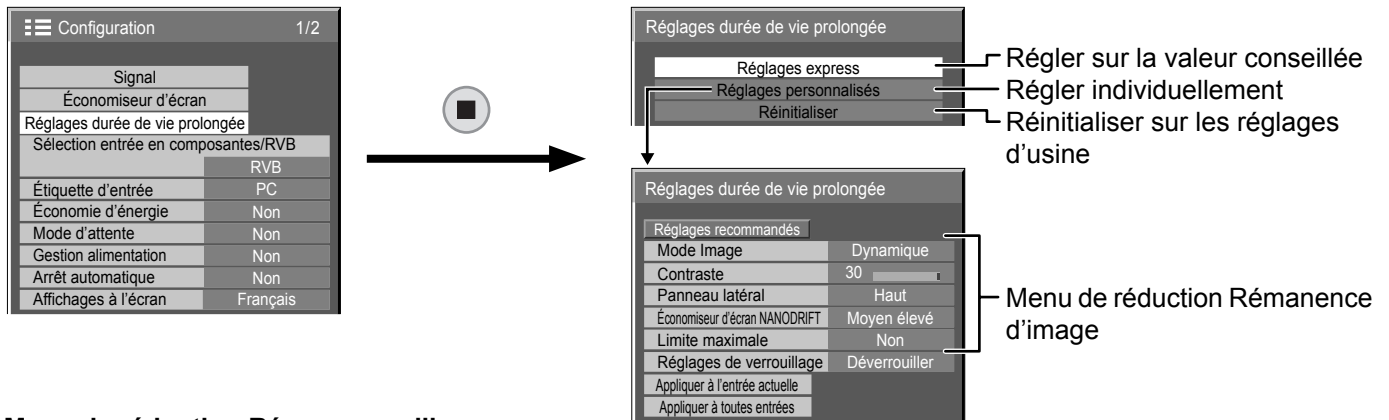 Configuration 1/2
Signal
Économiseur d'écran
Réglages durée de vie prolongée
Sélection entrée en composantes/RVB
RVB
Étiquette d'entrée PC
Économie d'énergie Non
Mode d'attente Non
Gestion alimentation Non
Arrêt automatique Non
Affichages à l'écran Français
Réglages durée de vie prolongée
Réglages express
Réglages personnalisés
Réinitialiser
Régler sur la valeur conseillée
Régler individuellement
Réinitialiser sur les réglages
d'usine
Réglages durée de vie prolongée
Réglages recommandés
Mode Image Dynamique
Contraste 30
Panneau latéral Haut
Économiseur d'écran NANODRIFT Moyen élevé
Limite maximale Non
Réglages de verrouillage Déverrouiller
Appliquer à l'entrée actuelle
Appliquer à toutes entrées
Menu de réduction Rémanence
d'image